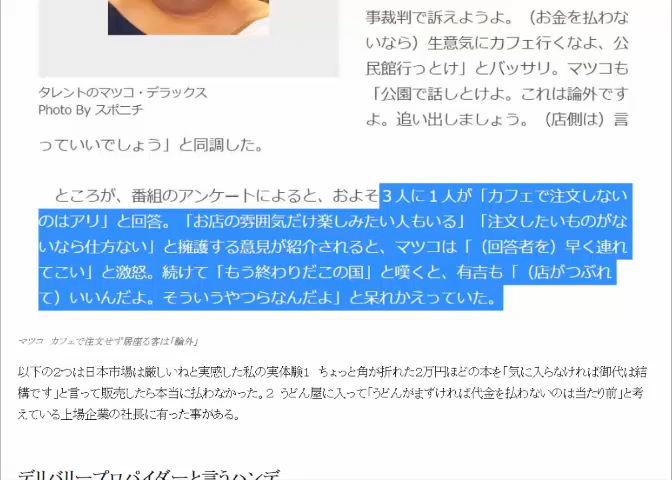 事裁判で訴えようよ。（お金を払わな
いなら）生意気にカフェ行くなよ、公
民館行っとけ」とバッサリ。マツコも
「公園で話しとけよ。これは論外です
よ。追い出しましょう。（店側は）言
っていいでしょう」と同調した。
タレントのマツコ・デラックス
Photo By スポニチ
ところが、番組のアンケートによると、およそ３人に１人が「カフェで注文しない
のはアリ」と回答。「お店の雰囲気だけ楽しみたい人もいる」「注文したいものがな
いなら仕方ない」と擁護する意見が紹介されると、マツコは「（回答者を）早く連れ
てこい」と激怒。続けて「もう終わりだこの国」と嘆くと、有吉も「（店がつぶれ
て）いいんだよ。そういうやつらなんだよ」と呆れかえっていた。
マツコ カフェで注文せず居座る客は「論外」
以下の2つは日本市場は厳しいねと実感した私の実体験1 ちょっと角が折れた2万円ほどの本を「気に入らなければ御代は結
構です」と言って販売したら本当に払わなかった。2 うどん屋に入って「うどんがまずければ代金を払わないのは当たり前」と考
えている上場企業の社長に有った事がある。
デリバリープロバイダーと言うハンデ